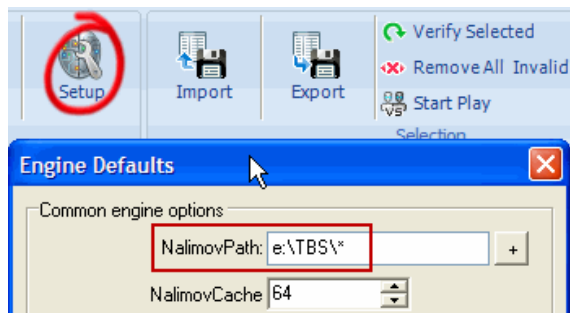 Verify Selected
Remove All Invalid
Setup Import Export
VS Start Play
Selection
Engine Defaults
Common engine options
NalimovPath: e:\TBS\* +
NalimovCache 64